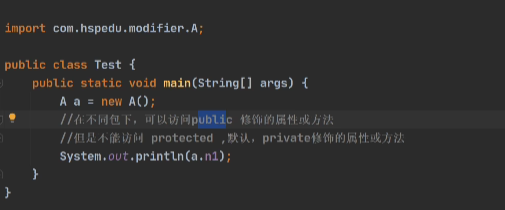 import com.hspedu.modifier.A;
public class Test {
public static void main(String[] args) {
A a = new A();
//在不同包下，可以访问public 修饰的属性或方法
//但是不能访问 protected ,默认，private修饰的属性或方法
System.out.println(a.n1);
}
}